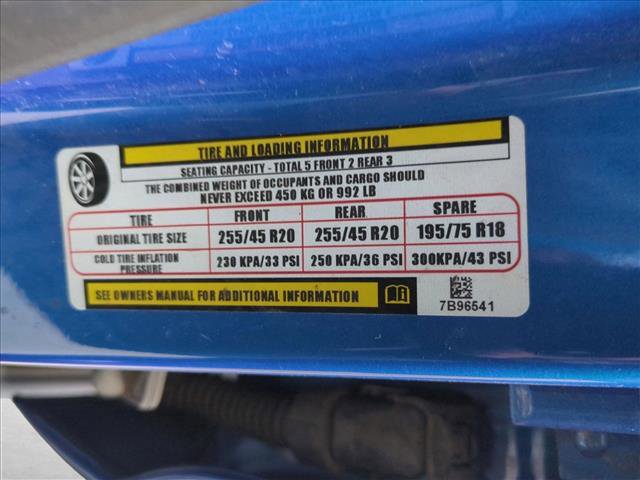 TIRE AND LOADING INFORMATION
SEATING CAPACITY - TOTAL 5 FRONT 2 REAR 3
THE COMBINED WEIGHT OF OCCUPANTS AND CARGO SHOULD
NEVER EXCEED 450 KG OR 992 LB
TIRE FRONT REAR SPARE
ORIGINAL TIRE SIZE 255/45 R20 255/45 R20 195/75 R18
COLD TIRE INFLATION PRESSURE 230 KPA/33 PSI 250 KPA/36 PSI 300KPA/43 PSI
SEE OWNERS MANUAL FOR ADDITIONAL INFORMATION
7B96541